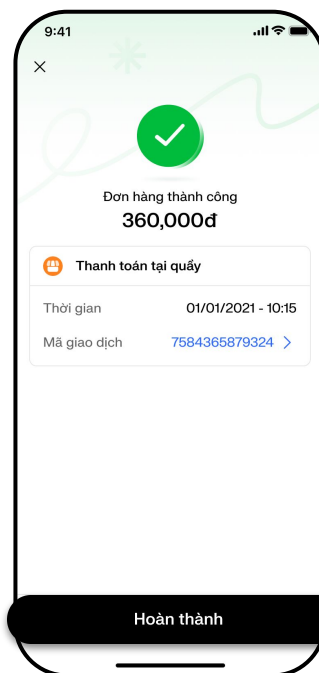 9:41
Đơn hàng thành công
360,000đ
Thanh toán tại quầy
Thời gian 01/01/2021 - 10:15
Mã giao dịch 7584365879324
Hoàn thành